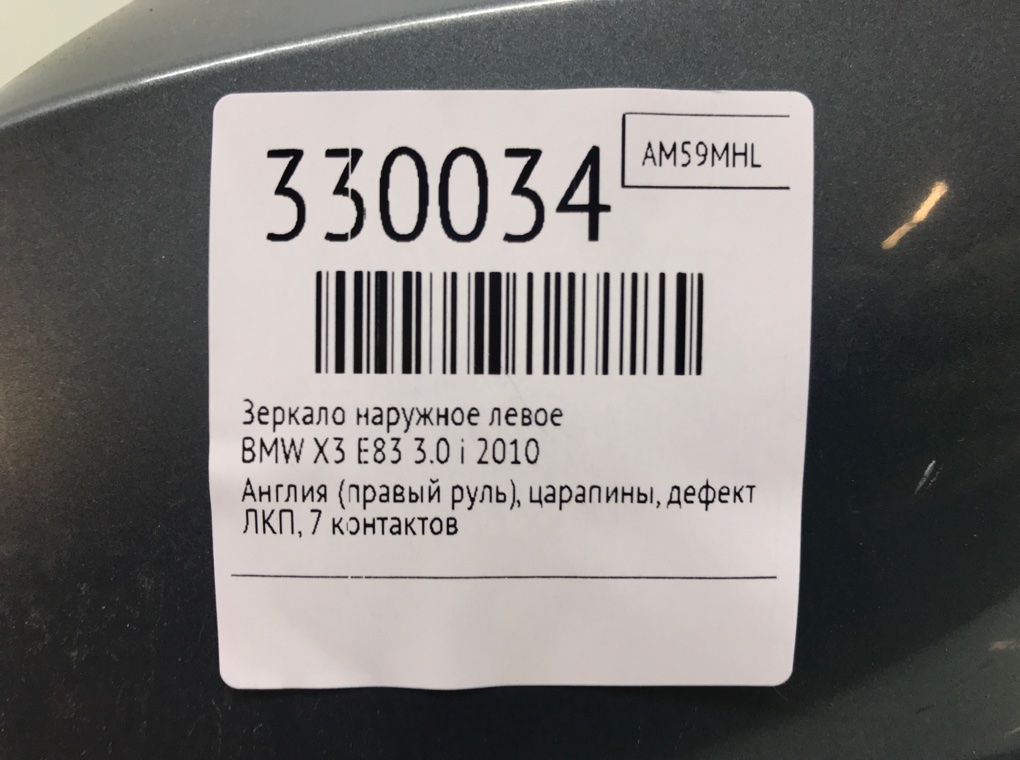 330034
AM59MHL
Зеркало наружное левое
BMW X3 E83 3.0 i 2010
Англия (правый руль), царапины, дефект
ЛКП, 7 контактов